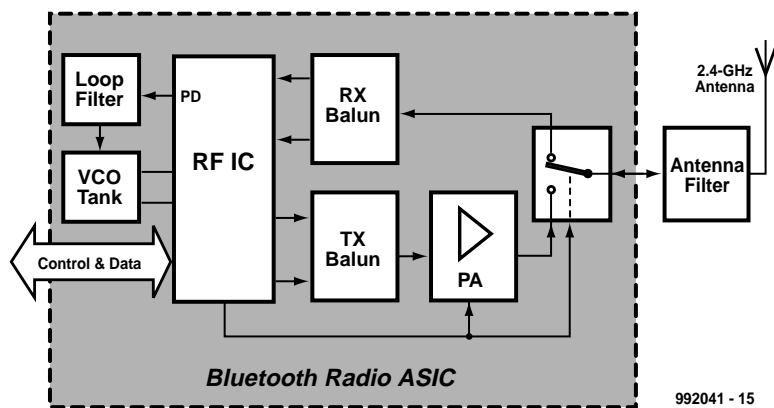 Loop
Filter
VCO
Tank
Control & Data
PD
RF IC
RX
Balun
TX
Balun
PA
2.4-GHz
Antenna
Antenna
Filter
Bluetooth Radio ASIC
992041 - 15